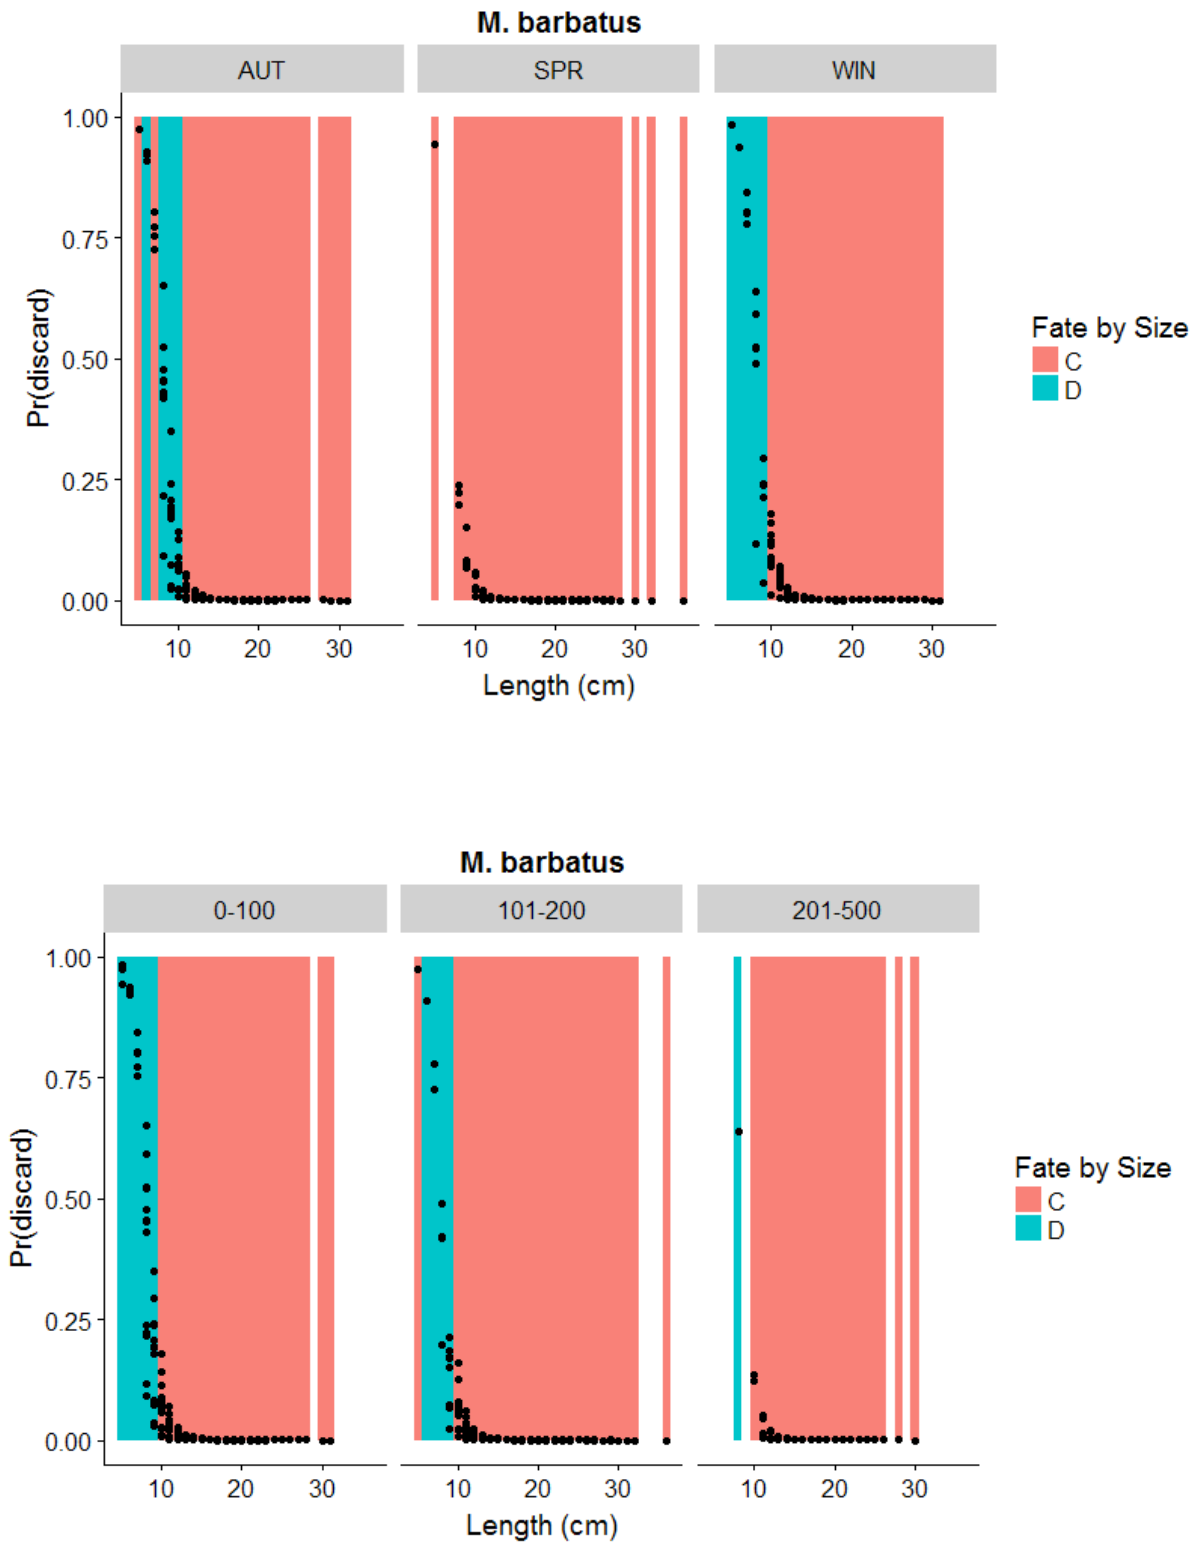 M. barbatus
AUT SPR WIN
1.00
0.75
0.50
0.25
0.00
Pr(discard)
10 20 30 10 20 30 10 20 30
Length (cm)
Fate by Size
C
D
M. barbatus
0-100 101-200 201-500
1.00
0.75
0.50
0.25
0.00
Pr(discard)
10 20 30 10 20 30 10 20 30
Length (cm)
Fate by Size
C
D